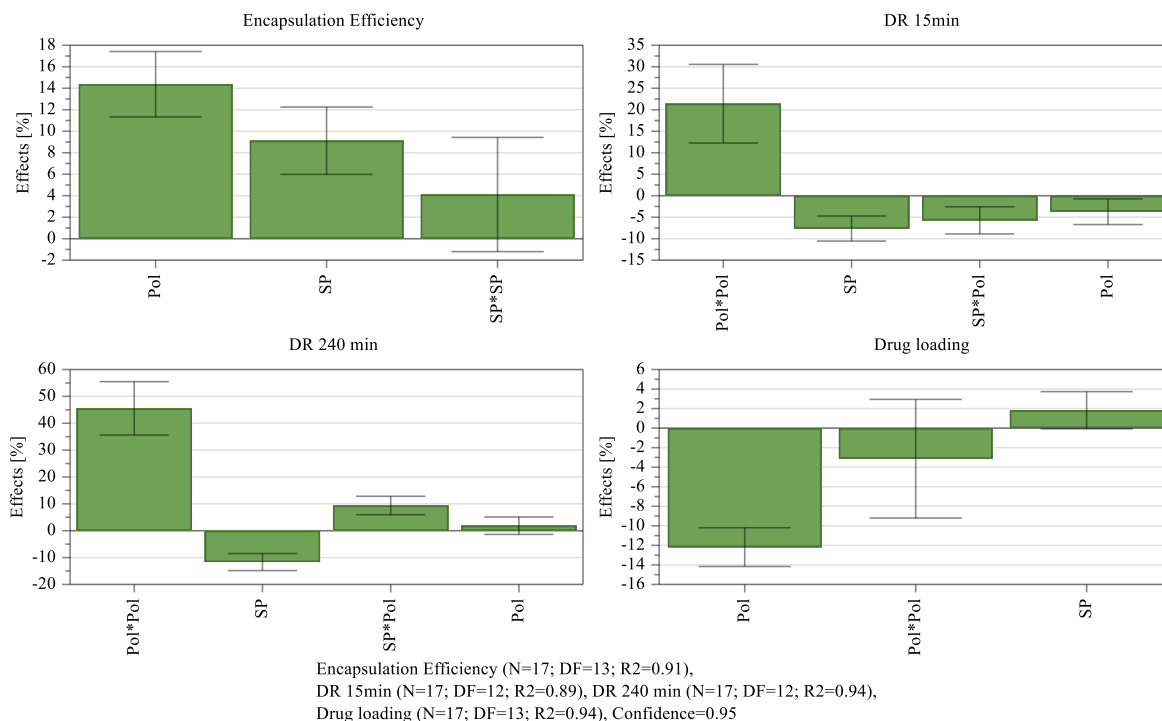 Encapsulation Efficiency
Effects [%]
18
16
14
12
10
8
6
4
2
0
-2
Pol
SP
SP*SP
DR 15min
Effects [%]
35
30
25
20
15
10
5
0
-5
-10
-15
Pol*Pol
SP
SP*Pol
Pol
DR 240 min
Effects [%]
60
50
40
30
20
10
0
-10
-20
Pol*Pol
SP
SP*Pol
Pol
Drug loading
Effects [%]
6
4
2
0
-2
-4
-6
-8
-10
-12
-14
-16
Pol
Pol*Pol
SP
Encapsulation Efficiency (N=17; DF=13; R2=0.91),
DR 15min (N=17; DF=12; R2=0.89), DR 240 min (N=17; DF=12; R2=0.94),
Drug loading (N=17; DF=13; R2=0.94), Confidence=0.95